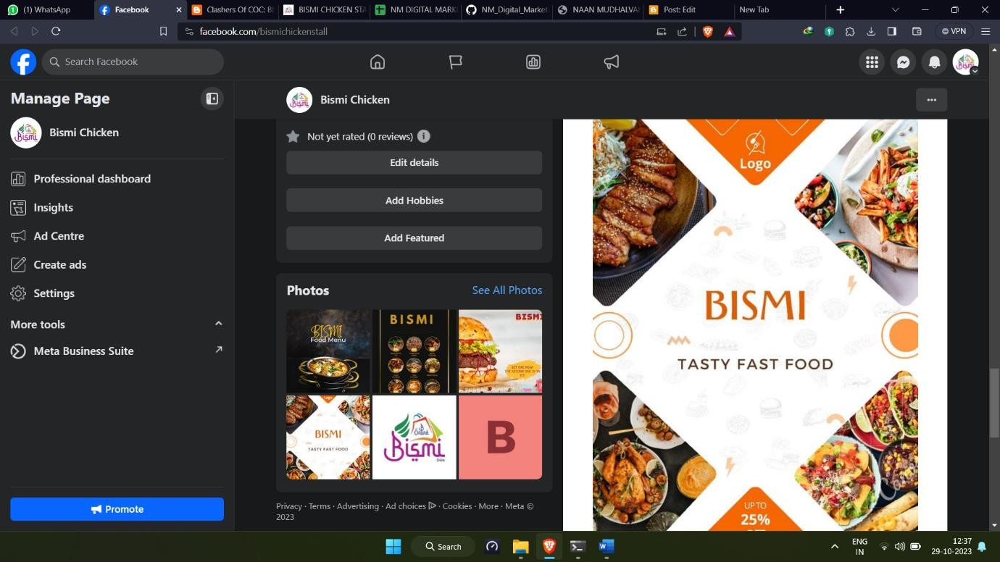 (1) WhatsApp
Facebook
Clashers Of COC: B
BISMI CHICKEN STA
NM DIGITAL MARK
NM_Digital_Market
NAAN MUDHALVA
Post: Edit
New Tab
facebook.com/bismichickenstall
VPN
Search Facebook
Manage Page
Bismi Chicken
Professional dashboard
Insights
Ad Centre
Create ads
Settings
More tools
Meta Business Suite
Promote
Bismi Chicken
Not yet rated (0 reviews)
Edit details
Add Hobbies
Add Featured
Photos
See All Photos
BISMI
Food Menu
BISMI
BISMI
GET ONE NOW!
BISMI
TASTY FAST FOOD
Online
Bismi
B
Privacy · Terms · Advertising · Ad choices · Cookies · More · Meta ©
2023
Logo
BISMI
TASTY FAST FOOD
UP TO
25%
Search
ENG
IN
12:37
29-10-2023